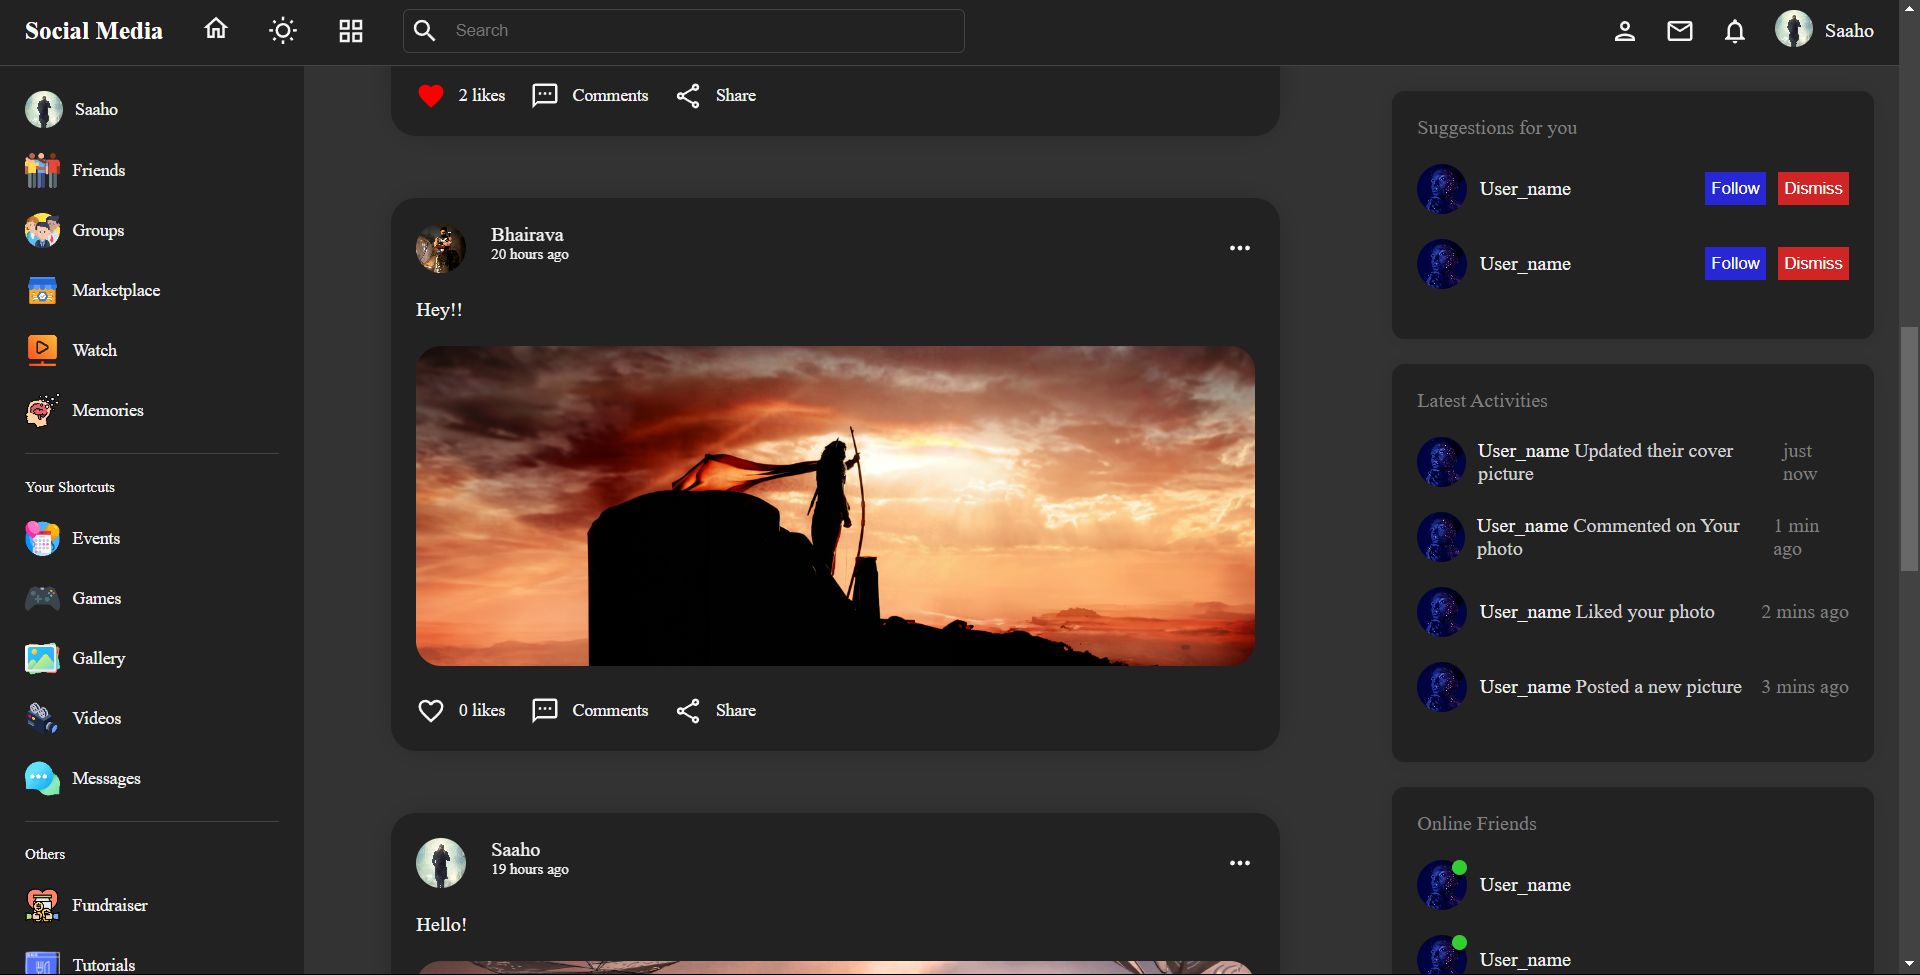 Social Media
Search
Saaho
Saaho
Friends
Groups
Marketplace
Watch
Memories
Your Shortcuts
Events
Games
Gallery
Videos
Messages
Others
Fundraiser
Tutorials
2 likes
Comments
Share
Bhairava
20 hours ago
Hey!!
0 likes
Comments
Share
Saaho
19 hours ago
Hello!
Suggestions for you
User_name
Follow
Dismiss
User_name
Follow
Dismiss
Latest Activities
User_name Updated their cover
picture
just
now
User_name Commented on Your
photo
1 min
ago
User_name Liked your photo
2 mins ago
User_name Posted a new picture
3 mins ago
Online Friends
User_name
User_name